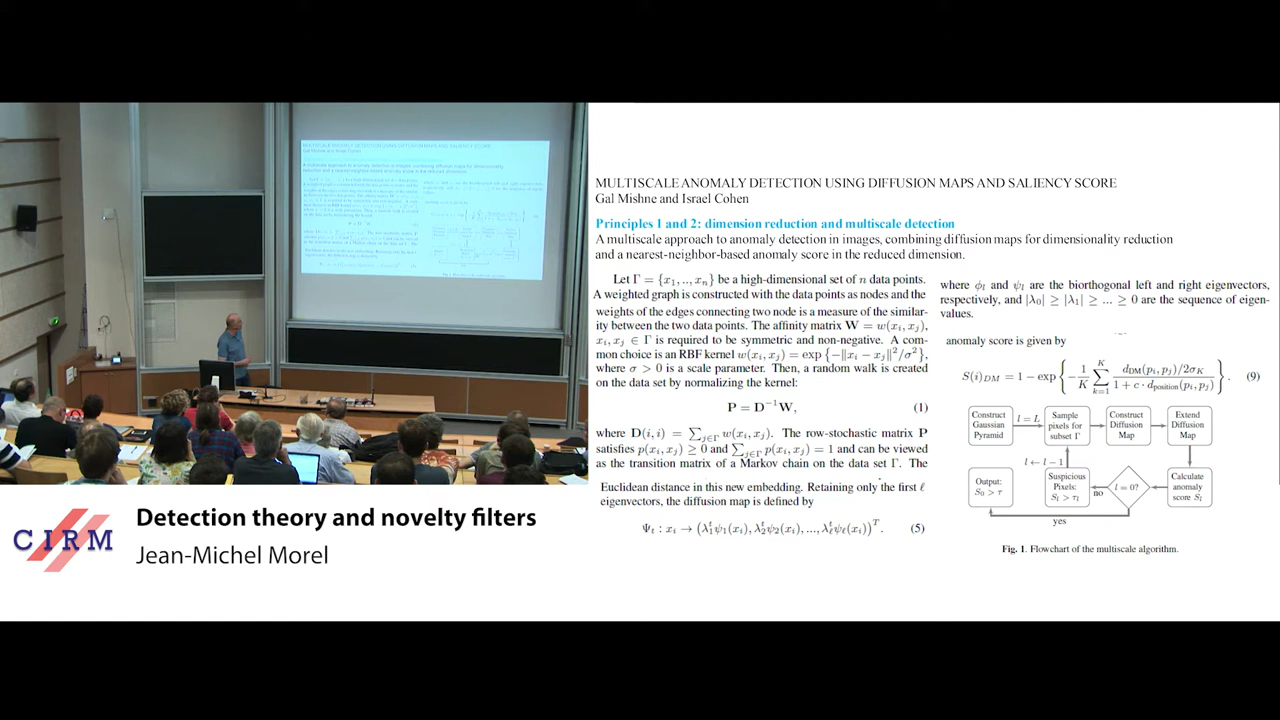 MULTISCALE ANOMALY DETECTION USING DIFFUSION MAPS AND SALIENCY SCORE
Gal Mishne and Israel Cohen
Principles 1 and 2: dimension reduction and multiscale detection
A multiscale approach to anomaly detection in images, combining diffusion maps for dimensionality reduction
and a nearest-neighbor-based anomaly score in the reduced dimension.
Let Γ = {x₁, .., xₙ} be a high-dimensional set of n data points.
A weighted graph is constructed with the data points as nodes and the
weights of the edges connecting two node is a measure of the similar-
ity between the two data points. The affinity matrix W = w(xᵢ, xⱼ),
xᵢ, xⱼ ∈ Γ is required to be symmetric and non-negative. A com-
mon choice is an RBF kernel w(xᵢ, xⱼ) = exp {−‖xᵢ − xⱼ‖²/σ²},
where σ > 0 is a scale parameter. Then, a random walk is created
on the data set by normalizing the kernel:
P = D⁻¹W, (1)
where D(i, i) = ∑_{j∈Γ} w(xᵢ, xⱼ). The row-stochastic matrix P
satisfies p(xᵢ, xⱼ) ≥ 0 and ∑_{j∈Γ} p(xᵢ, xⱼ) = 1 and can be viewed
as the transition matrix of a Markov chain on the data set Γ. The
Euclidean distance in this new embedding. Retaining only the first ℓ
eigenvectors, the diffusion map is defined by
Ψₜ : xᵢ → (λ₁ᵗψ₁(xᵢ), λ₂ᵗψ₂(xᵢ), ..., λ_ℓᵗψ_ℓ(xᵢ))ᵀ. (5)
where φₗ and ψₗ are the biorthogonal left and right eigenvectors,
respectively, and |λ₀| ≥ |λ₁| ≥ ... ≥ 0 are the sequence of eigen-
values.
anomaly score is given by
S(i)_DM = 1 − exp { −1/K ∑_{k=1}^{K} (d_DM(pᵢ, pⱼ)/2σ_K) / (1 + c · d_position(pᵢ, pⱼ)) }. (9)
Construct
Gaussian
Pyramid
l = L
Sample
pixels for
subset Γ
Construct
Diffusion
Map
Extend
Diffusion
Map
l ← l − 1
Output:
S₀ > τ
Suspicious
Pixels:
Sₗ > τₗ
no
l = 0?
Calculate
anomaly
score Sₗ
yes
Fig. 1. Flowchart of the multiscale algorithm.
CIRM
Detection theory and novelty filters
Jean-Michel Morel